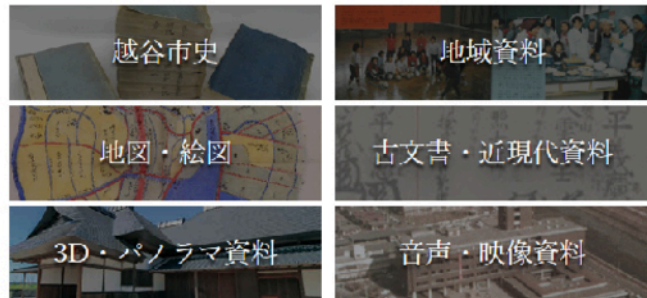 越谷市史
地域資料
地図・絵図
古文書・近現代資料
3D・パノラマ資料
音声・映像資料